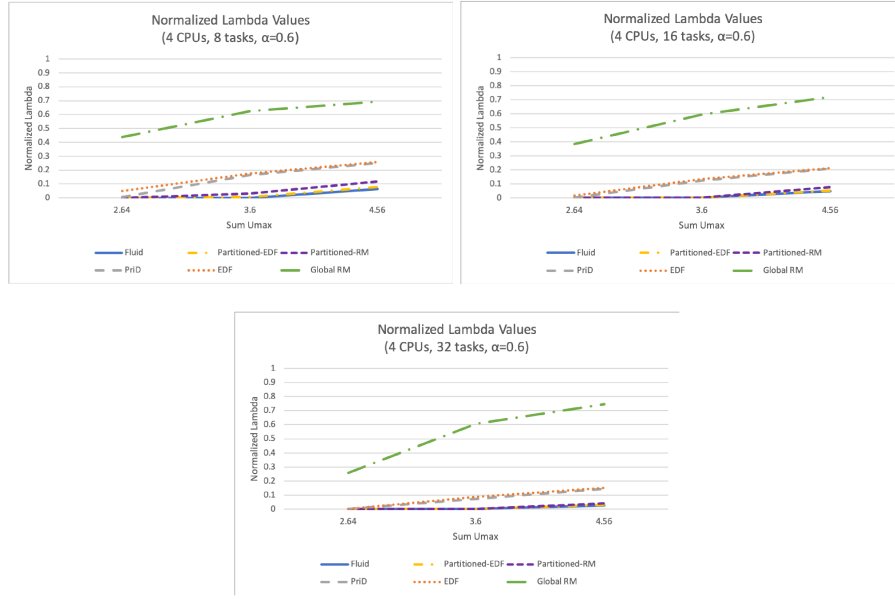 Normalized Lambda Values
(4 CPUs, 8 tasks, α=0.6)
Normalized Lambda
1
0.9
0.8
0.7
0.6
0.5
0.4
0.3
0.2
0.1
0
2.64 3.6 4.56
Sum Umax
Fluid Partitioned-EDF Partitioned-RM
PriD EDF Global RM
Normalized Lambda Values
(4 CPUs, 16 tasks, α=0.6)
Normalized Lambda
1
0.9
0.8
0.7
0.6
0.5
0.4
0.3
0.2
0.1
0
2.64 3.6 4.56
Sum Umax
Fluid Partitioned-EDF Partitioned-RM
PriD EDF Global RM
Normalized Lambda Values
(4 CPUs, 32 tasks, α=0.6)
Normalized Lambda
1
0.9
0.8
0.7
0.6
0.5
0.4
0.3
0.2
0.1
0
2.64 3.6 4.56
Sum Umax
Fluid Partitioned-EDF Partitioned-RM
PriD EDF Global RM